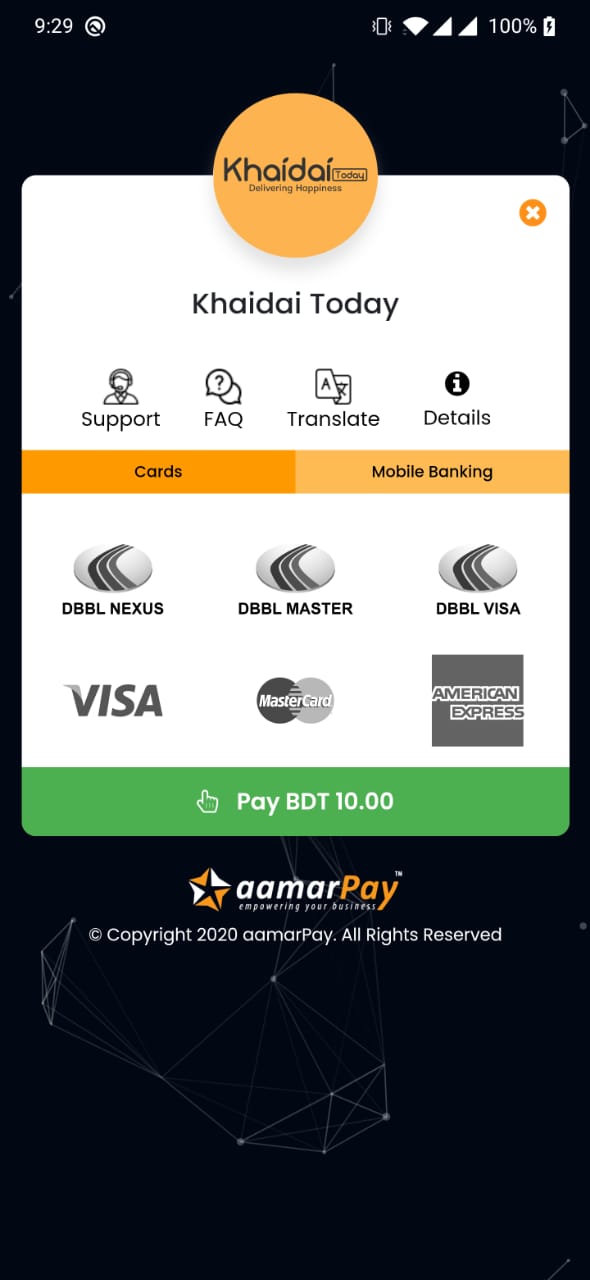 9:29
100%
Khaidai Today
Delivering Happiness
Khaidai Today
Support FAQ Translate Details
Cards Mobile Banking
DBBL NEXUS DBBL MASTER DBBL VISA
VISA MasterCard AMERICAN EXPRESS
Pay BDT 10.00
aamarPay™
empowering your business
© Copyright 2020 aamarPay. All Rights Reserved